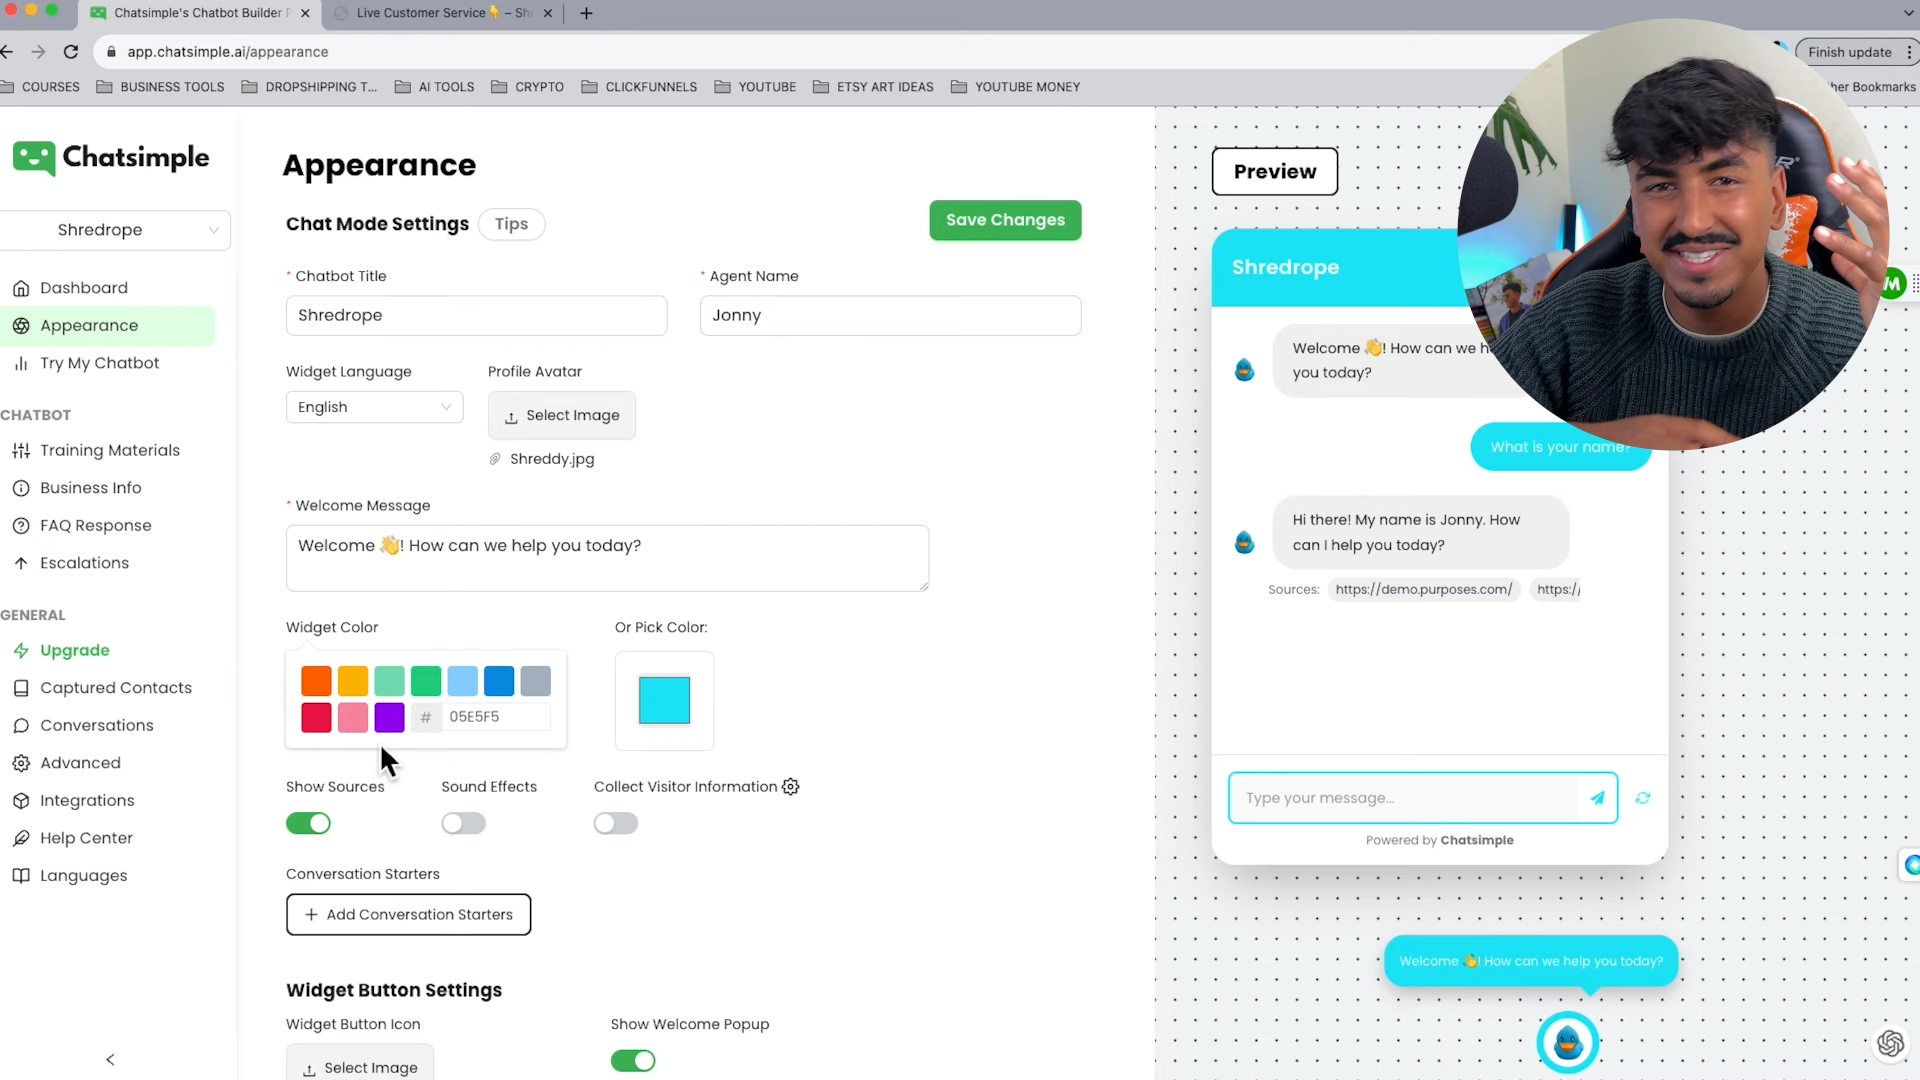 Chatsimple's Chatbot Builder
Live Customer Service👇 – Shr
app.chatsimple.ai/appearance
Finish update
COURSES
BUSINESS TOOLS
DROPSHIPPING T...
AI TOOLS
CRYPTO
CLICKFUNNELS
YOUTUBE
ETSY ART IDEAS
YOUTUBE MONEY
Bookmarks
Chatsimple
Shredrope
Dashboard
Appearance
Try My Chatbot
CHATBOT
Training Materials
Business Info
FAQ Response
Escalations
GENERAL
Upgrade
Captured Contacts
Conversations
Advanced
Integrations
Help Center
Languages
Appearance
Chat Mode Settings
Tips
Save Changes
* Chatbot Title
* Agent Name
Shredrope
Jonny
Widget Language
Profile Avatar
English
Select Image
Shreddy.jpg
* Welcome Message
Welcome 👋! How can we help you today?
Widget Color
Or Pick Color:
# 05E5F5
Show Sources
Sound Effects
Collect Visitor Information
Conversation Starters
+ Add Conversation Starters
Widget Button Settings
Widget Button Icon
Show Welcome Popup
Select Image
Preview
Shredrope
Welcome 👋! How can we h
you today?
What is your name?
Hi there! My name is Jonny. How
can I help you today?
Sources:
https://demo.purposes.com/
https:/
Type your message...
Powered by Chatsimple
Welcome 👋! How can we help you today?
M